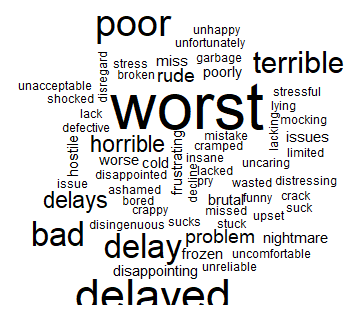 poor
unhappy
unfortunately
disregard
stress
miss
garbage
broken
rude
poorly
terrible
unacceptable
shocked
worst
stressful
lying
mocking
lack
defective
hostile
horrible
frustrating
mistake
cramped
lacking
issues
limited
worse
cold
insane
uncaring
disappointed
decline
lacked
issue
ashamed
pry
wasted
distressing
delays
bored
brutal
funny
crack
crappy
missed
suck
disingenuous
sucks
stuck
upset
bad
delay
problem
nightmare
frozen
uncomfortable
disappointing
unreliable
delayed